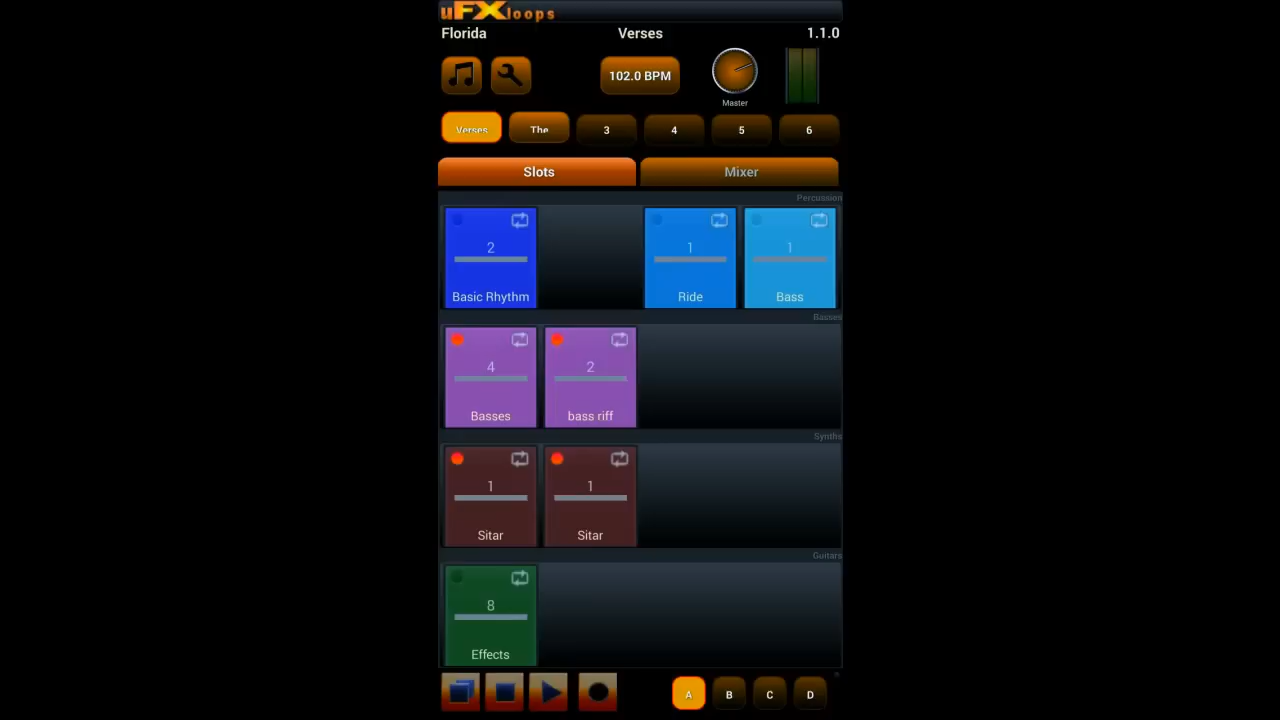 uFXloops
Florida Verses 1.1.0
102.0 BPM
Master
Verses The 3 4 5 6
Slots Mixer
Percussion
2 1 1
Basic Rhythm Ride Bass
Basses
4 2
Basses bass riff
Synths
1 1
Sitar Sitar
Guitars
8
Effects
A B C D